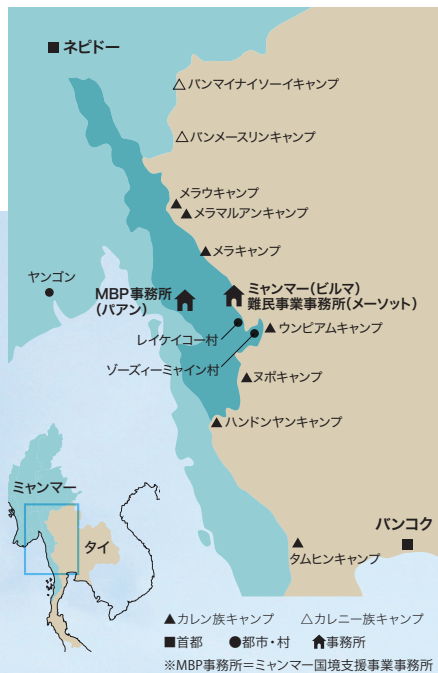 ■ネピドー
△バンマイナイソーイキャンプ
△バンメースリンキャンプ
メラウキャンプ
▲メラマルアンキャンプ
▲メラキャンプ
ヤンゴン
MBP事務所
(パアン)
ミャンマー(ビルマ)
難民事業事務所(メーソット)
レイケイコー村
▲ウンピアムキャンプ
ゾーズィーミャイン村
▲ヌポキャンプ
▲ハンドンヤンキャンプ
ミャンマー
タイ
バンコク
タムヒンキャンプ
▲カレン族キャンプ △カレニー族キャンプ
■首都 ●都市・村 事務所
※MBP事務所=ミャンマー国境支援事業事務所